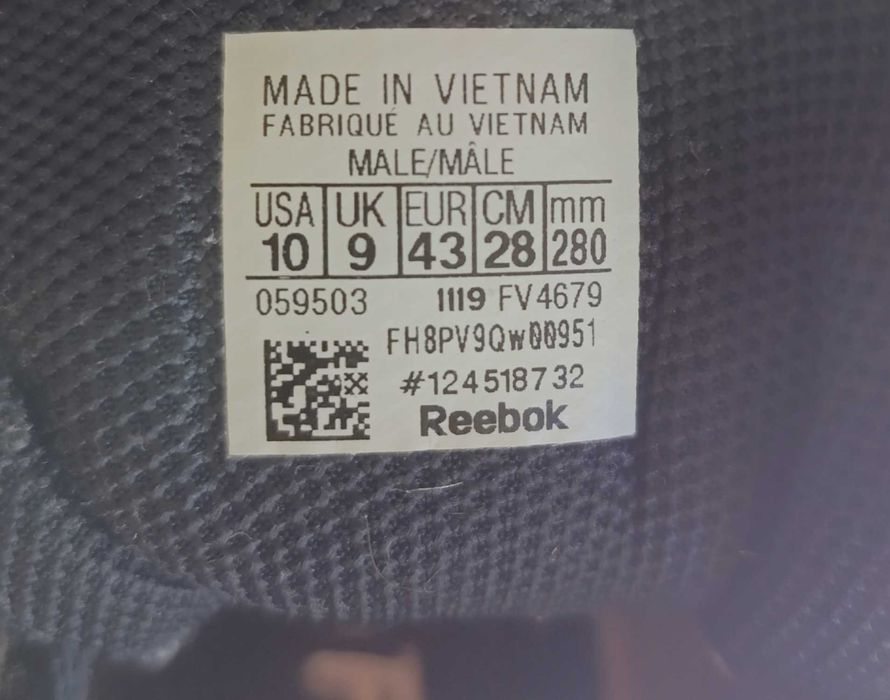 MADE IN VIETNAM
FABRIQUÉ AU VIETNAM
MALE/MÂLE
USA UK EUR CM mm
10 9 43 28 280
059503 1119 FV4679
FH8PV9Qw00951
#124518732
Reebok